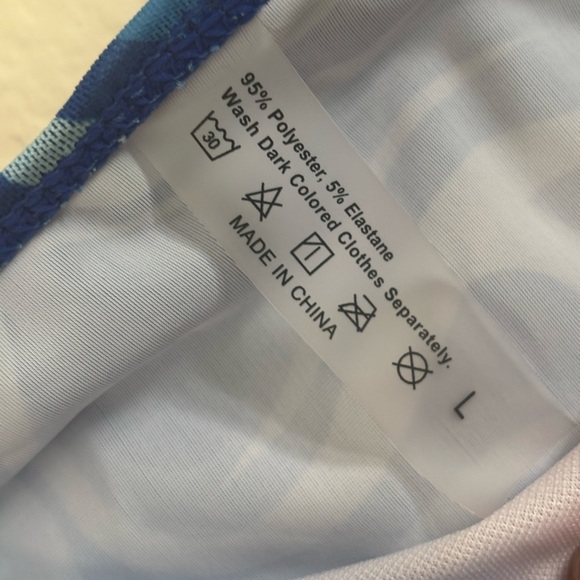 95% Polyester, 5% Elastane
Wash Dark Colored Clothes Separately.
30
MADE IN CHINA
L